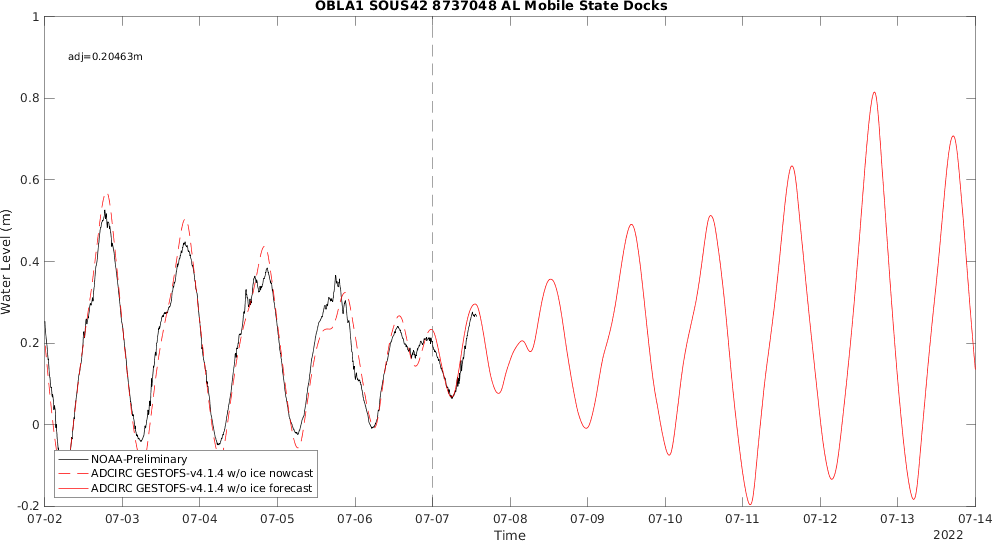 OBLA1 SOUS42 8737048 AL Mobile State Docks
adj=0.20463m
1
0.8
0.6
0.4
0.2
0
-0.2
Water Level (m)
NOAA-Preliminary
ADCIRC GESTOFS-v4.1.4 w/o ice nowcast
ADCIRC GESTOFS-v4.1.4 w/o ice forecast
07-02 07-03 07-04 07-05 07-06 07-07 07-08 07-09 07-10 07-11 07-12 07-13 07-14
Time
2022